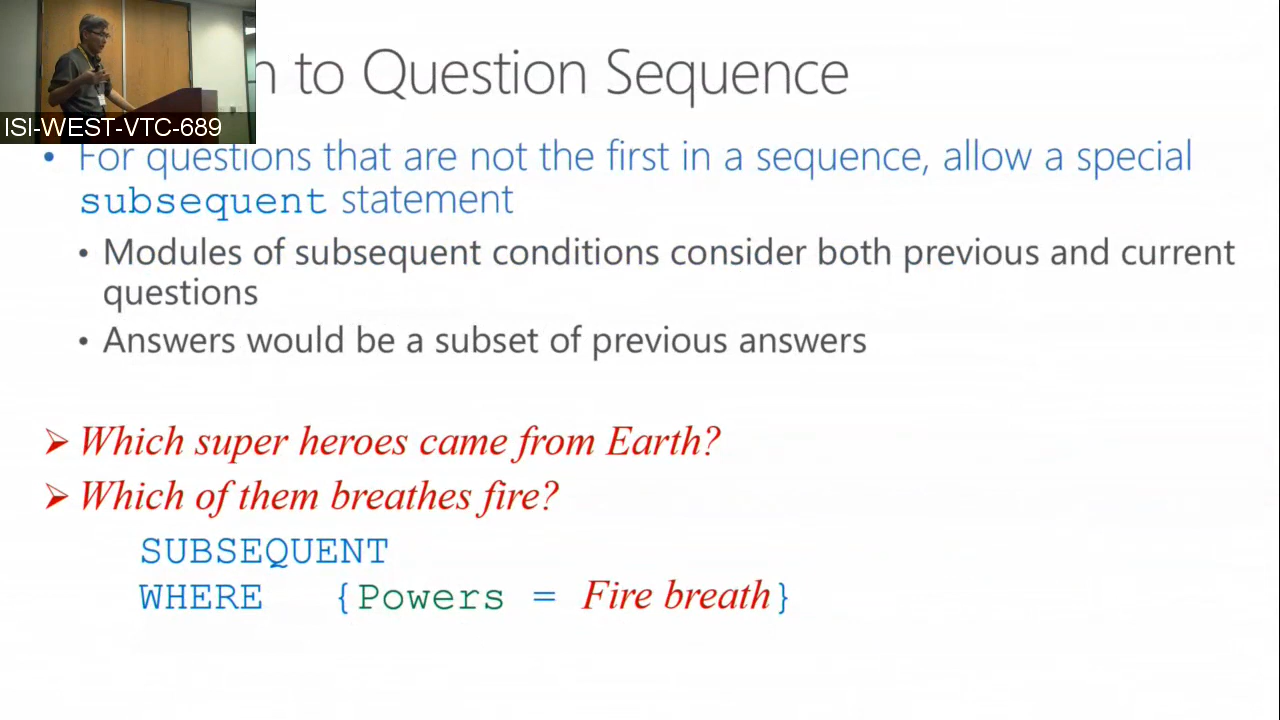 to Question Sequence
ISI-WEST-VTC-689
• For questions that are not the first in a sequence, allow a special
subsequent statement
• Modules of subsequent conditions consider both previous and current
questions
• Answers would be a subset of previous answers
➢ Which super heroes came from Earth?
➢ Which of them breathes fire?
SUBSEQUENT
WHERE {Powers = Fire breath}